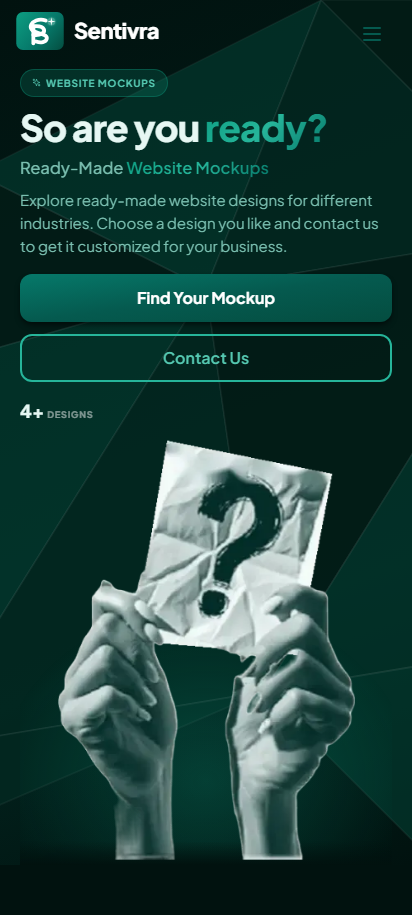 Sentivra
WEBSITE MOCKUPS
So are you ready?
Ready-Made Website Mockups
Explore ready-made website designs for different
industries. Choose a design you like and contact us
to get it customized for your business.
Find Your Mockup
Contact Us
4+ DESIGNS
?